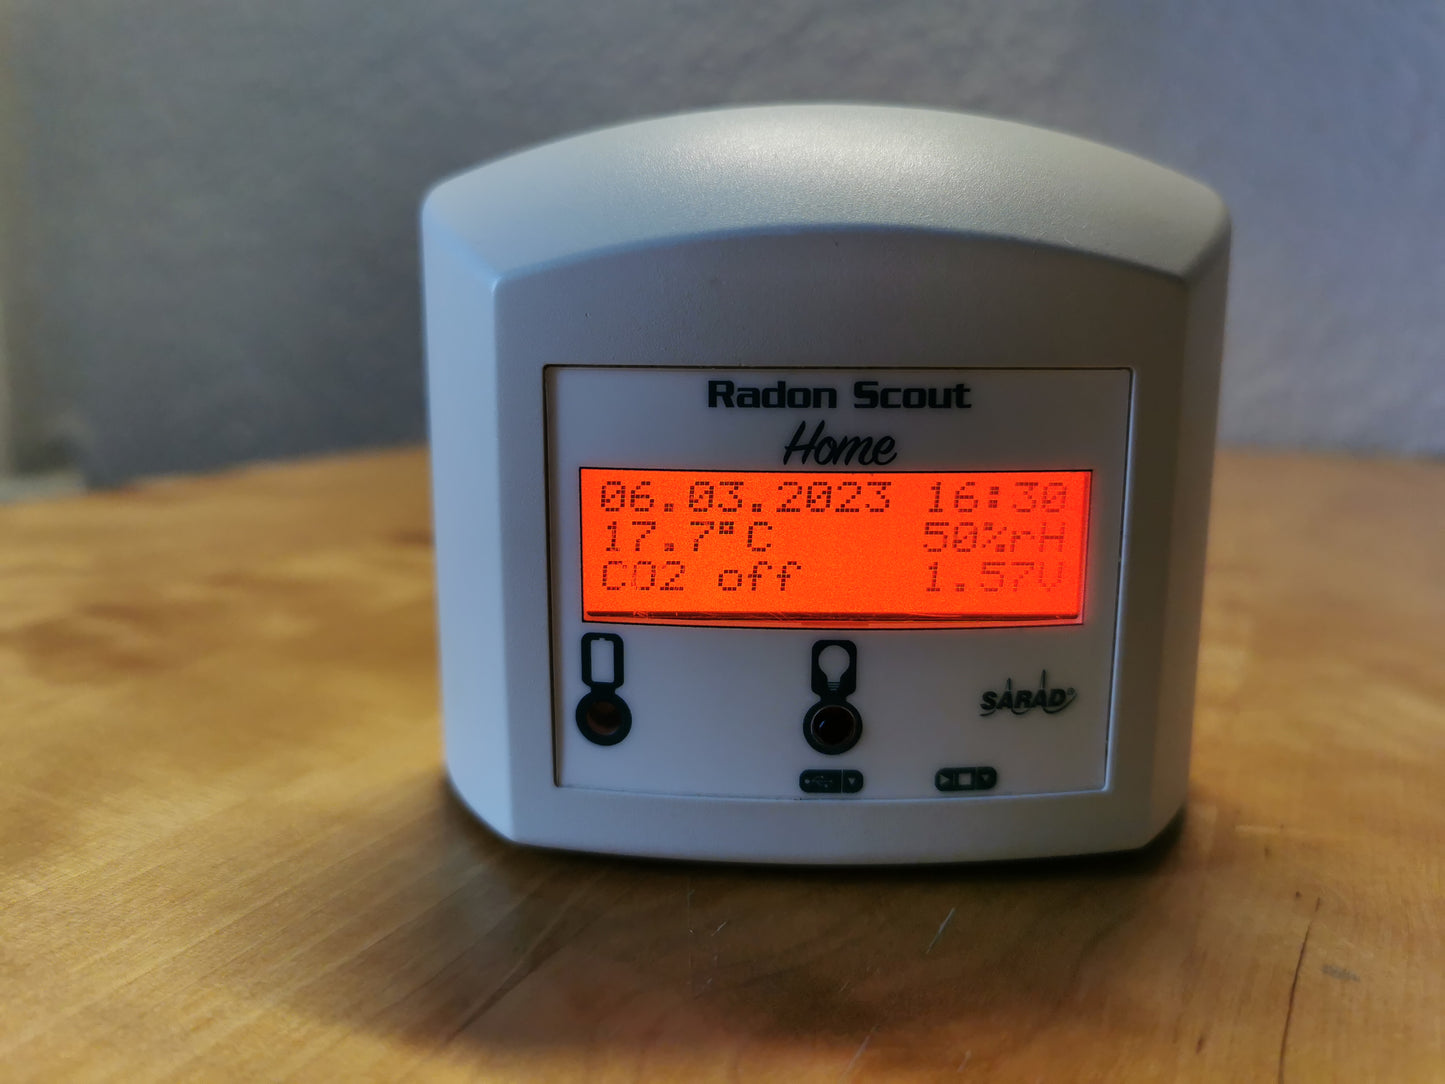 Radon Scout
Home
06.03.2023 16:30
17.7°C 50%rH
CO2 off 1.57V
SARAD®